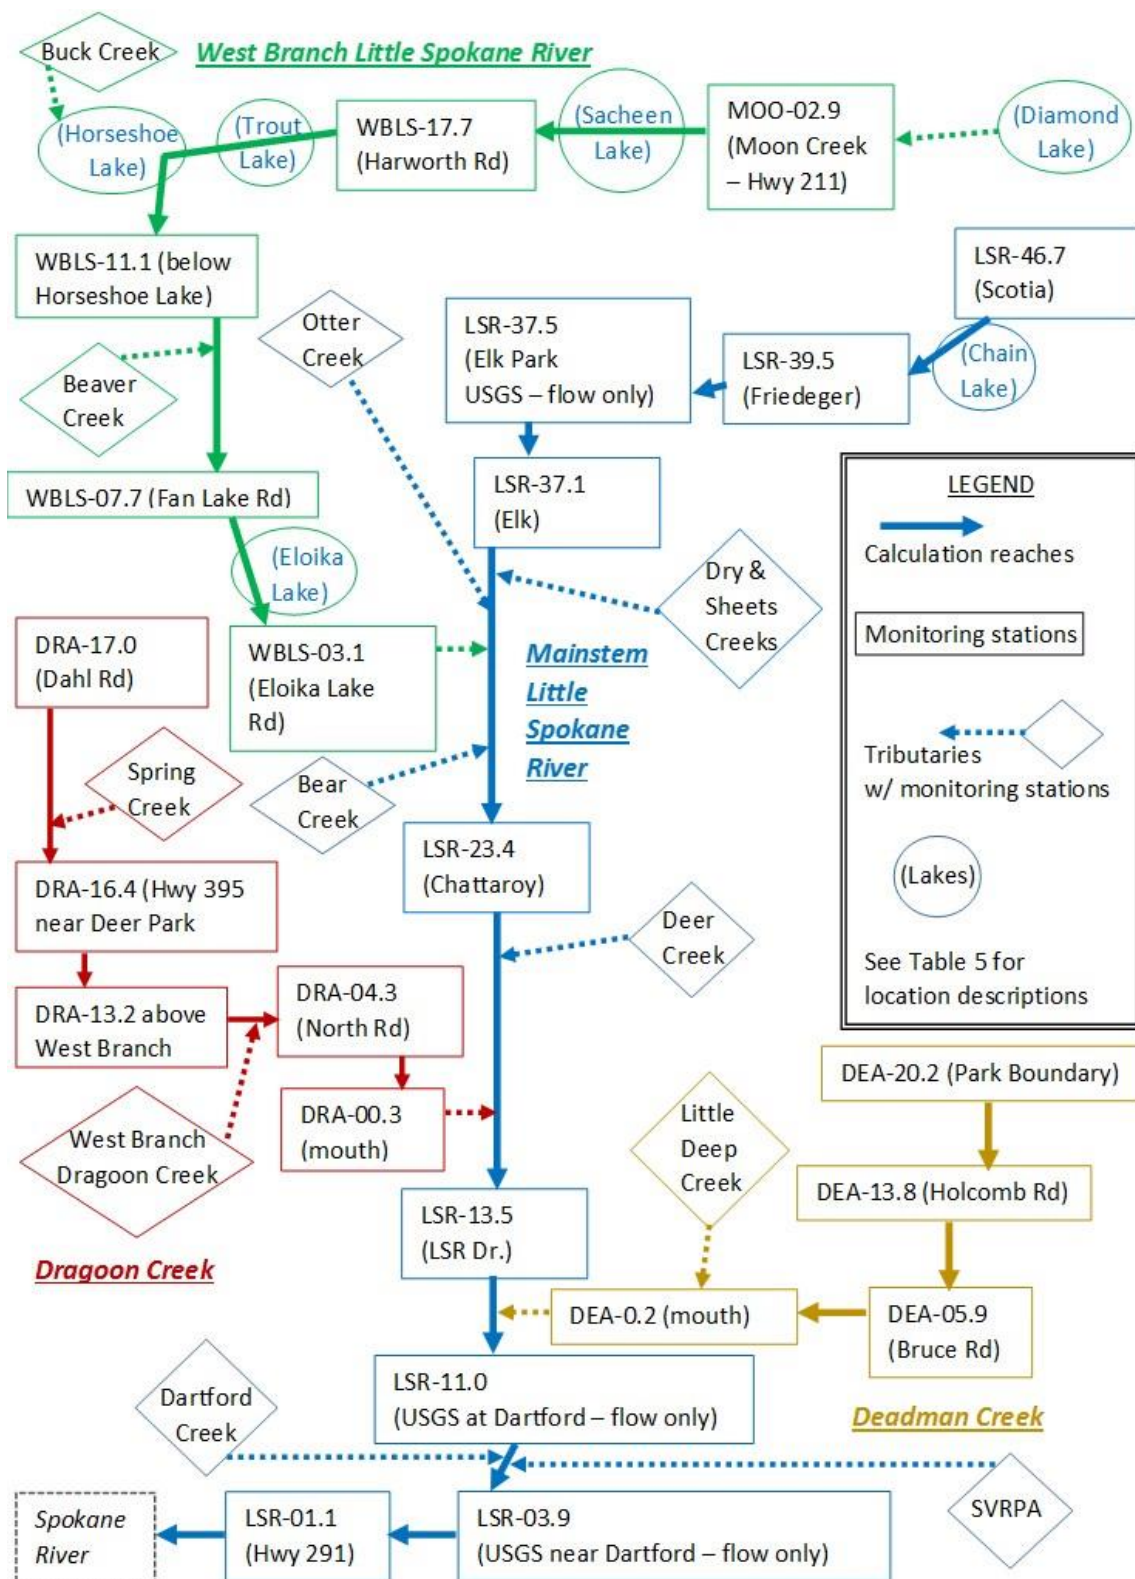 Buck Creek
West Branch Little Spokane River
(Horseshoe
Lake)
(Trout
Lake)
WBLS-17.7
(Harworth Rd)
(Sacheen
Lake)
MOO-02.9
(Moon Creek
– Hwy 211)
(Diamond
Lake)
WBLS-11.1 (below
Horseshoe Lake)
Otter
Creek
LSR-37.5
(Elk Park
USGS – flow only)
LSR-39.5
(Friedeger)
(Chain
Lake)
LSR-46.7
(Scotia)
Beaver
Creek
WBLS-07.7 (Fan Lake Rd)
LSR-37.1
(Elk)
(Eloika
Lake)
Dry &
Sheets
Creeks
LEGEND
Calculation reaches
Monitoring stations
Tributaries
w/ monitoring stations
(Lakes)
See Table 5 for
location descriptions
DRA-17.0
(Dahl Rd)
WBLS-03.1
(Eloika Lake
Rd)
Mainstem
Little
Spokane
River
Spring
Creek
Bear
Creek
LSR-23.4
(Chattaroy)
DRA-16.4 (Hwy 395
near Deer Park
Deer
Creek
DRA-13.2 above
West Branch
DRA-04.3
(North Rd)
DRA-00.3
(mouth)
West Branch
Dragoon Creek
Dragoon Creek
Little
Deep
Creek
DEA-20.2 (Park Boundary)
DEA-13.8 (Holcomb Rd)
LSR-13.5
(LSR Dr.)
DEA-0.2 (mouth)
DEA-05.9
(Bruce Rd)
Deadman Creek
LSR-11.0
(USGS at Dartford – flow only)
Dartford
Creek
SVRPA
Spokane
River
LSR-01.1
(Hwy 291)
LSR-03.9
(USGS near Dartford – flow only)